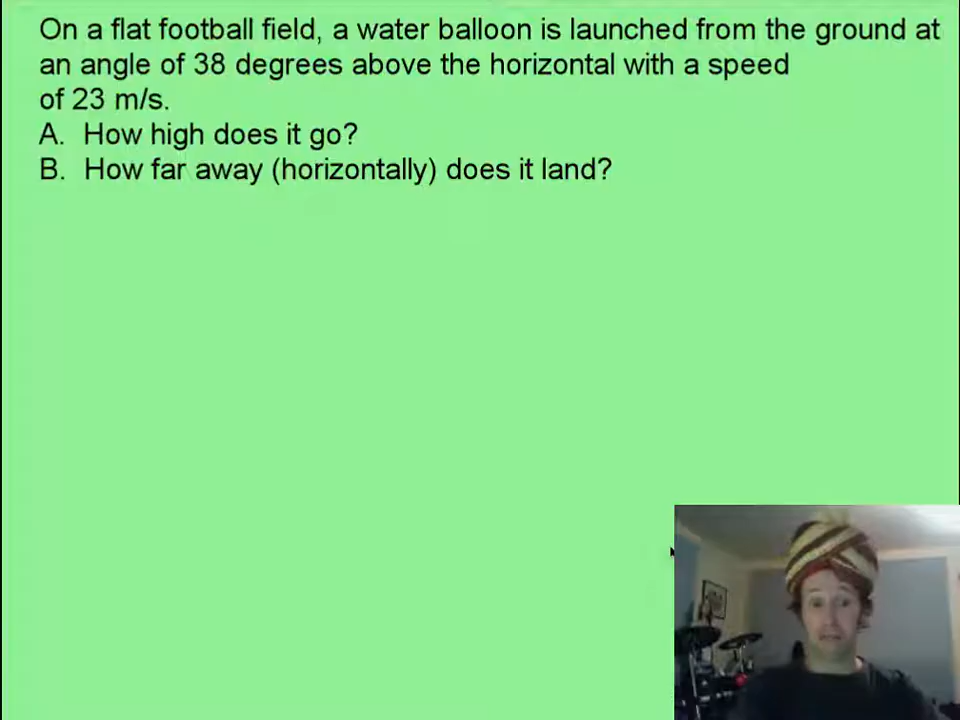 On a flat football field, a water balloon is launched from the ground at
an angle of 38 degrees above the horizontal with a speed
of 23 m/s.
A.  How high does it go?
B.  How far away (horizontally) does it land?